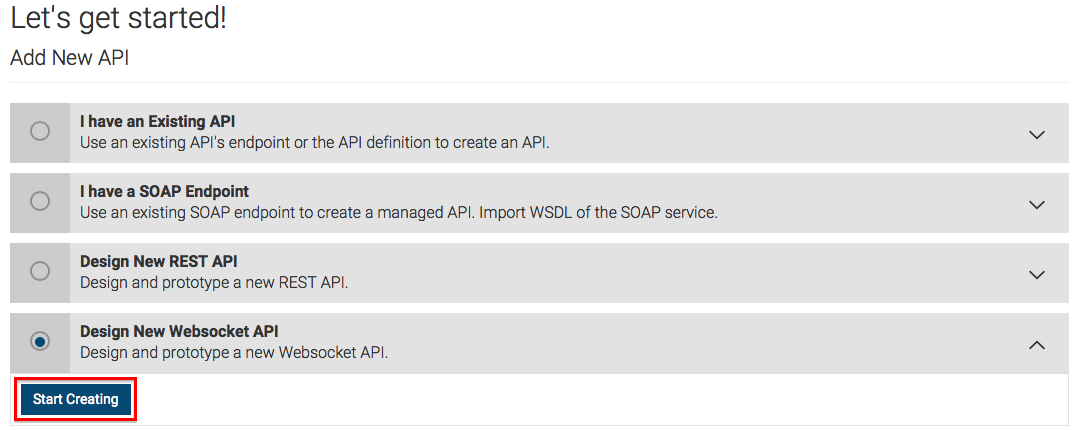 Let's get started!
Add New API
I have an Existing API
Use an existing API's endpoint or the API definition to create an API.
I have a SOAP Endpoint
Use an existing SOAP endpoint to create a managed API. Import WSDL of the SOAP service.
Design New REST API
Design and prototype a new REST API.
Design New Websocket API
Design and prototype a new Websocket API.
Start Creating